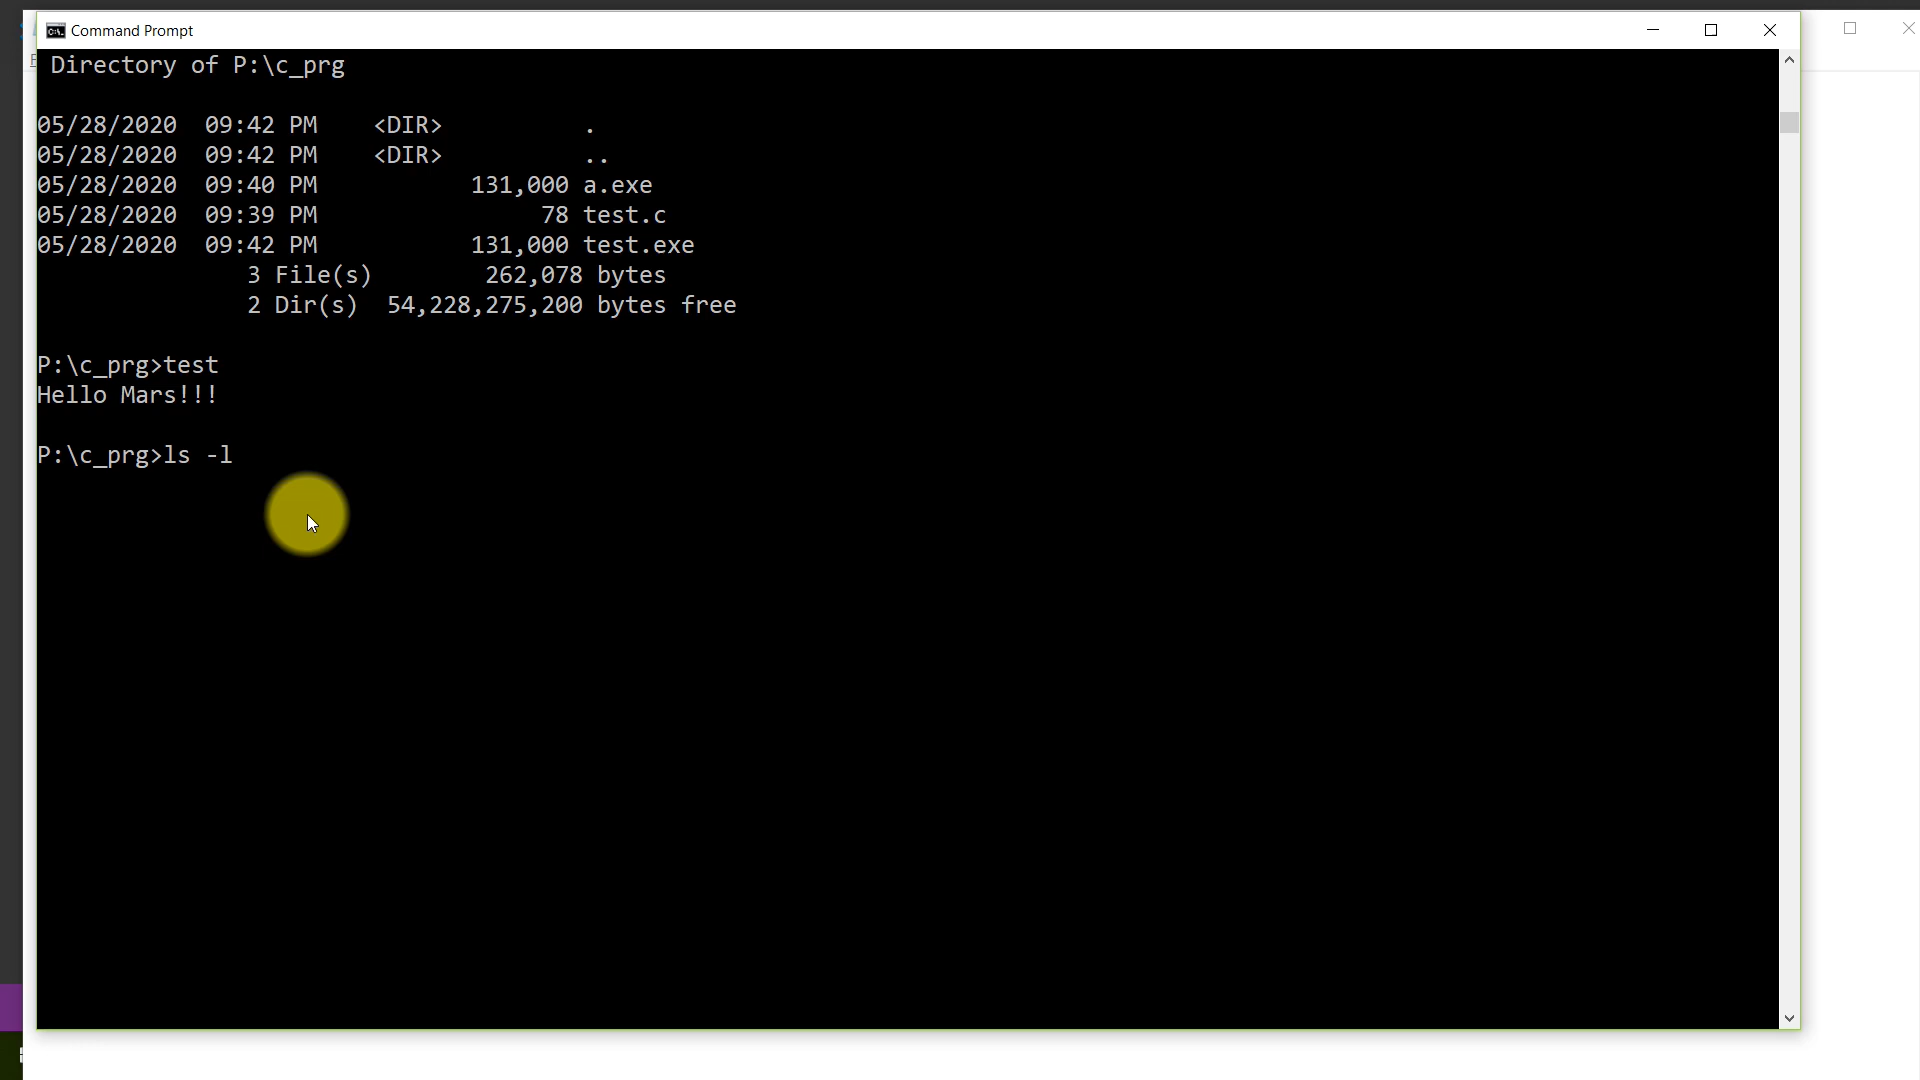 Command Prompt
Directory of P:\c_prg
05/28/2020  09:42 PM    <DIR>          .
05/28/2020  09:42 PM    <DIR>          ..
05/28/2020  09:40 PM           131,000 a.exe
05/28/2020  09:39 PM                78 test.c
05/28/2020  09:42 PM           131,000 test.exe
               3 File(s)        262,078 bytes
               2 Dir(s)  54,228,275,200 bytes free
P:\c_prg>test
Hello Mars!!!
P:\c_prg>ls -l